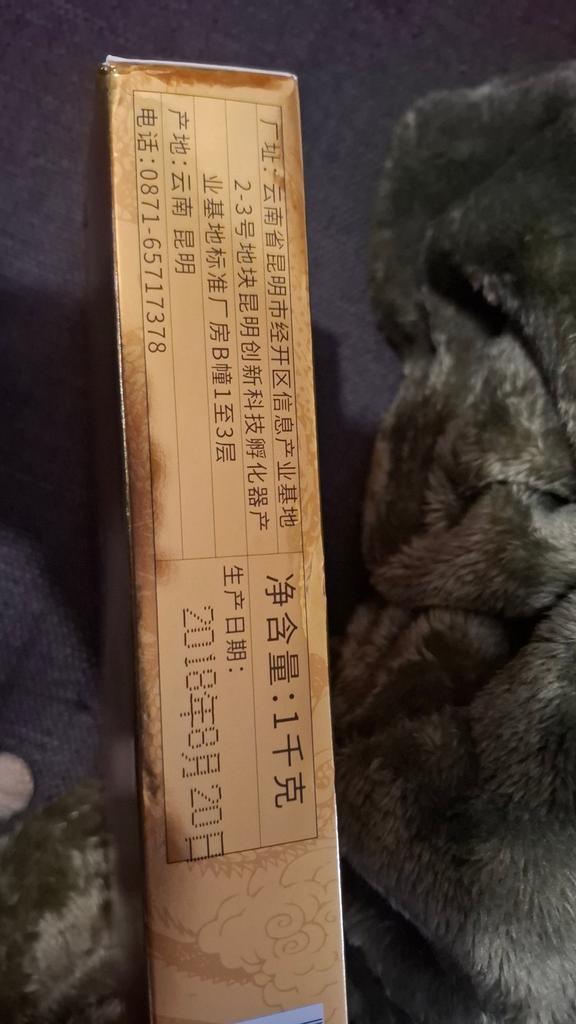 厂址:云南省昆明市经开区信息产业基地
2-3号地块昆明创新科技孵化器产
业基地标准厂房B幢1至3层
产地:云南 昆明
电话:0871-65717378
净含量:1千克
生产日期:
2018年8月20日